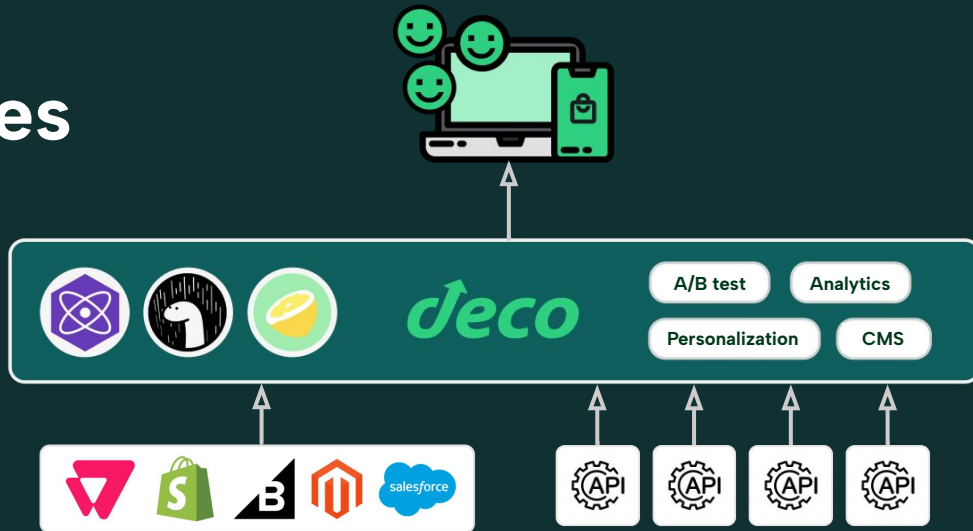 es
deco
A/B test
Analytics
Personalization
CMS
S
B
salesforce
API
API
API
API